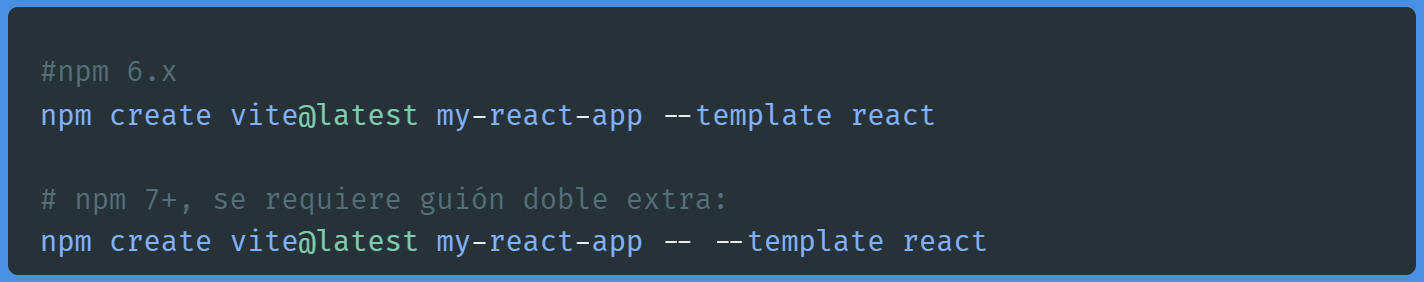 #npm 6.x
npm create vite@latest my-react-app --template react
# npm 7+, se requiere guión doble extra:
npm create vite@latest my-react-app -- --template react